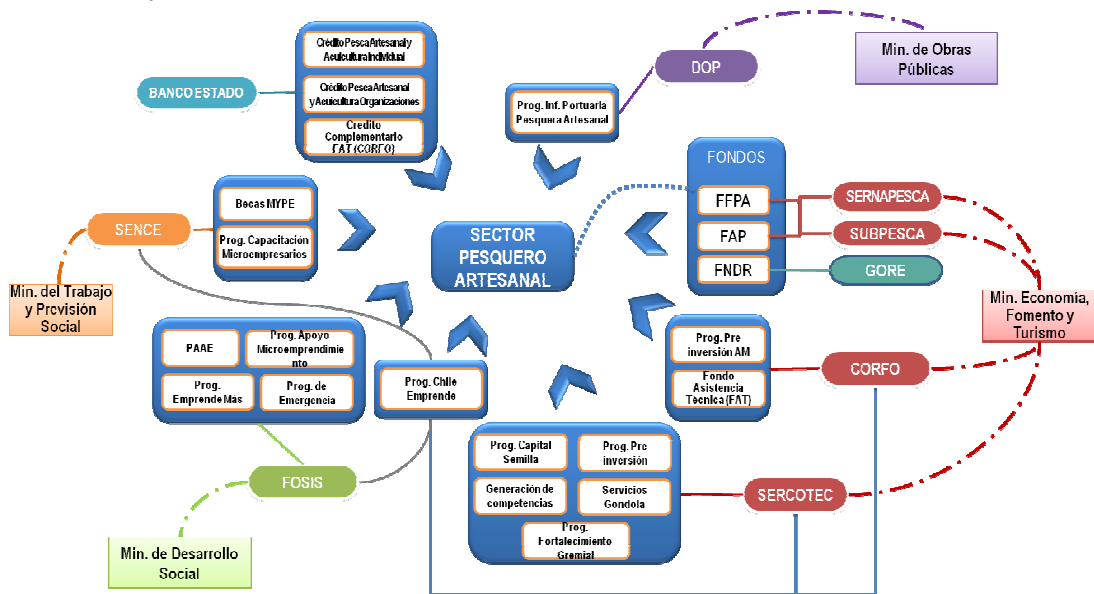 Crédito Pesca Artesanal y
Acuicultura Individual
Crédito Pesca Artesanal
y Acuicultura Organizaciones
Credito
Complementario
FAT (CORFO)
BANCO ESTADO
Prog. Inf. Portuaria
Pesquera Artesanal
DOP
Min. de Obras
Públicas
FONDOS
FFPA
FAP
FNDR
SERNAPESCA
SUBPESCA
GORE
Becas MYPE
Prog. Capacitación
Microempresarios
SENCE
SECTOR
PESQUERO
ARTESANAL
Min. del Trabajo
y Previsión
Social
Min. Economía,
Fomento y
Turismo
PAAE
Prog. Apoyo
Microemprendimie
nto
Prog.
Emprende Mas
Prog. de
Emergencia
Prog. Chile
Emprende
Prog. Pre
inversión AM
Fondo
Asistencia
Técnica (FAT)
CORFO
Prog. Capital
Semilla
Prog. Pre
inversión
Generación de
competencias
Servicios
Gondola
Prog.
Fortalecimiento
Gremial
SERCOTEC
FOSIS
Min. de Desarrollo
Social